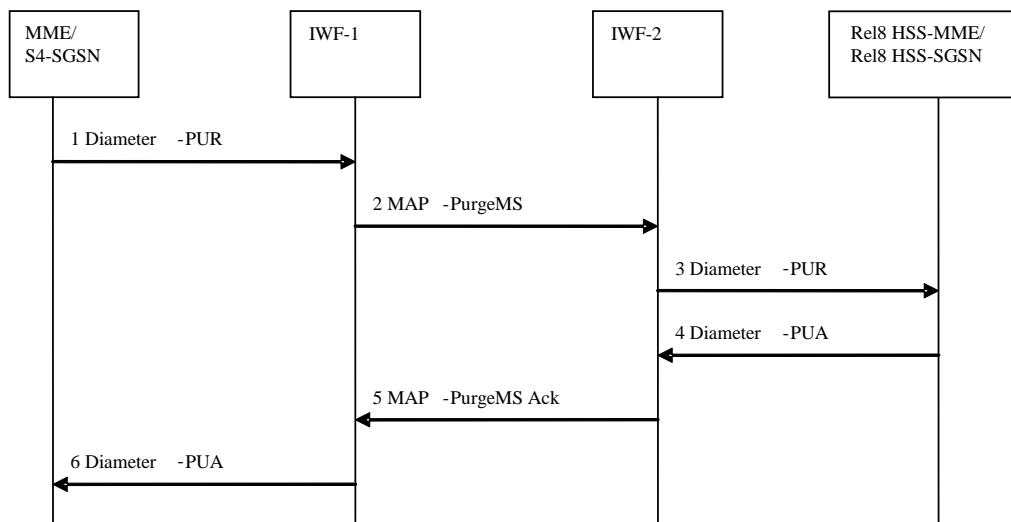 MME/
S4-SGSN
IWF-1
IWF-2
Rel8 HSS-MME/
Rel8 HSS-SGSN
1 Diameter -PUR
2 MAP -PurgeMS
3 Diameter -PUR
4 Diameter -PUA
5 MAP -PurgeMS Ack
6 Diameter -PUA